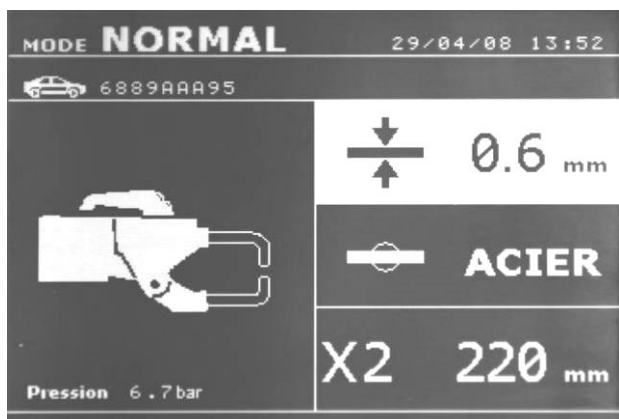 MODE NORMAL 29/04/08 13:52
6889AAA95
0.6 mm
ACIER
X2 220 mm
Pression 6.7bar